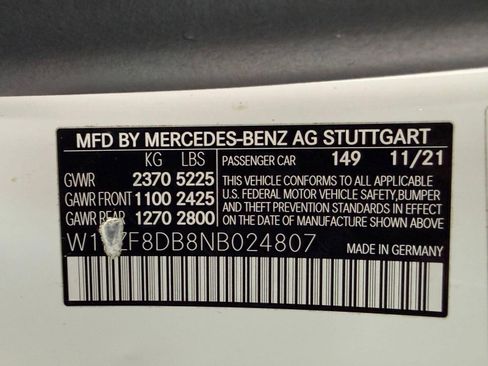 MFD BY MERCEDES-BENZ AG STUTTGART
KG LBS
GVWR 2370 5225
GAWR FRONT 1100 2425
GAWR REAR 1270 2800
PASSENGER CAR 149 11/21
THIS VEHICLE CONFORMS TO ALL APPLICABLE
U.S. FEDERAL MOTOR VEHICLE SAFETY, BUMPER
AND THEFT PREVENTION STANDARDS IN EFFECT
ON THE DATE OF MANUFACTURE SHOWN ABOVE.
MADE IN GERMANY